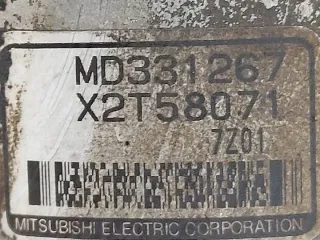 MD331267
X2T58071
7Z01
MITSUBISHI ELECTRIC CORPORATION